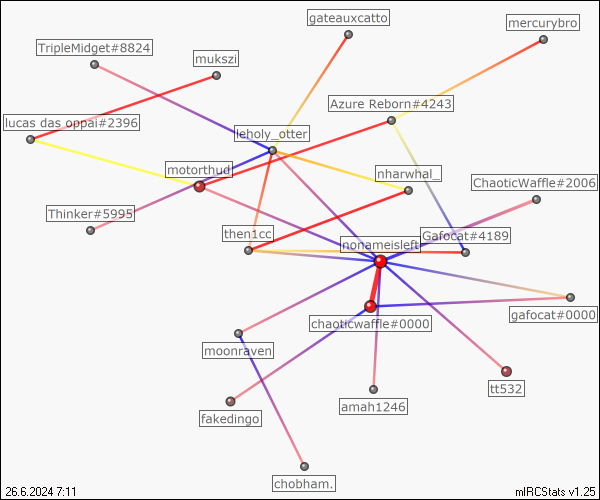 gateauxcatto
mercurybro
TripleMidget#8824
mukszi
Azure Reborn#4243
lucas das oppai#2396
leholy_otter
motorthud
nharwhal_
ChaoticWaffle#2006
Thinker#5995
then1cc
Gafocat#4189
nonameisleft
gafocat#0000
chaoticwaffle#0000
moonraven
tt532
amah1246
fakedingo
chobham.
26.6.2024 7:11
mIRCStats v1.25